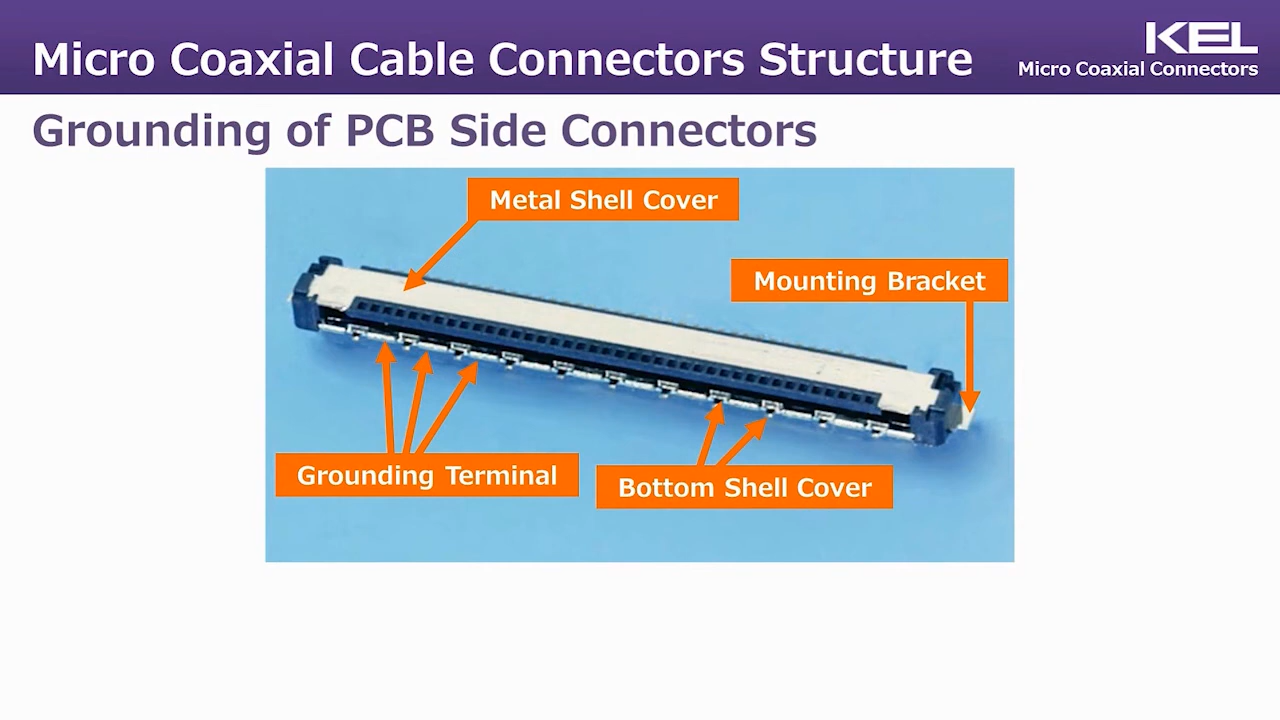 Micro Coaxial Cable Connectors Structure
KEL
Micro Coaxial Connectors
Grounding of PCB Side Connectors
Metal Shell Cover
Mounting Bracket
Grounding Terminal
Bottom Shell Cover